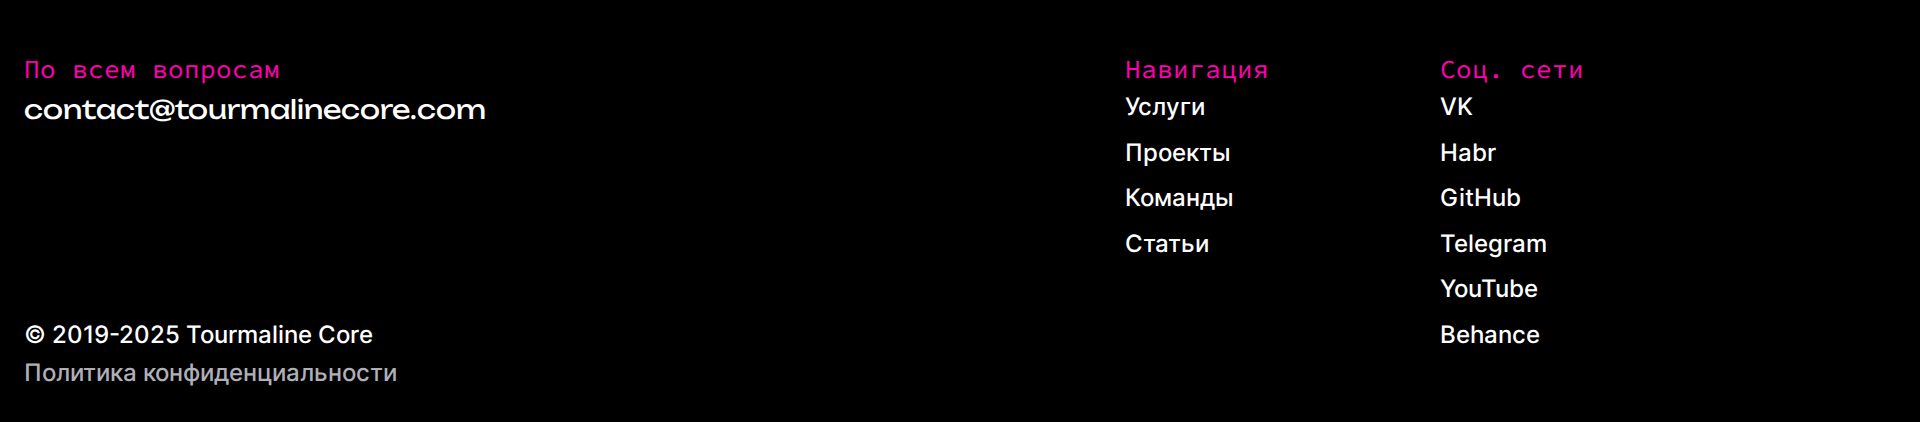 По всем вопросам
contact@tourmalinecore.com
© 2019-2025 Tourmaline Core
Политика конфиденциальности
Навигация
Услуги
Проекты
Команды
Статьи
Соц. сети
VK
Habr
GitHub
Telegram
YouTube
Behance